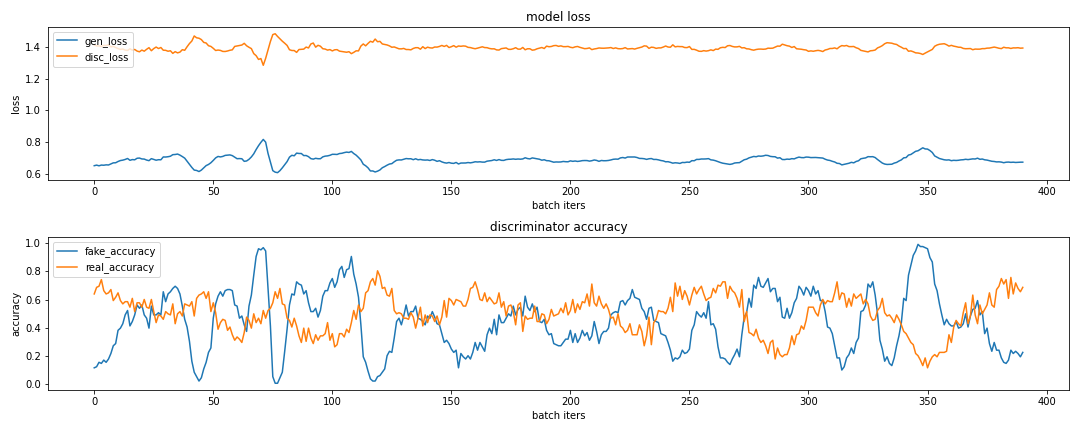 model loss
gen_loss
disc_loss
loss
1.4
1.2
1.0
0.8
0.6
0 50 100 150 200 250 300 350 400
batch iters
discriminator accuracy
fake_accuracy
real_accuracy
accuracy
1.0
0.8
0.6
0.4
0.2
0.0
0 50 100 150 200 250 300 350 400
batch iters